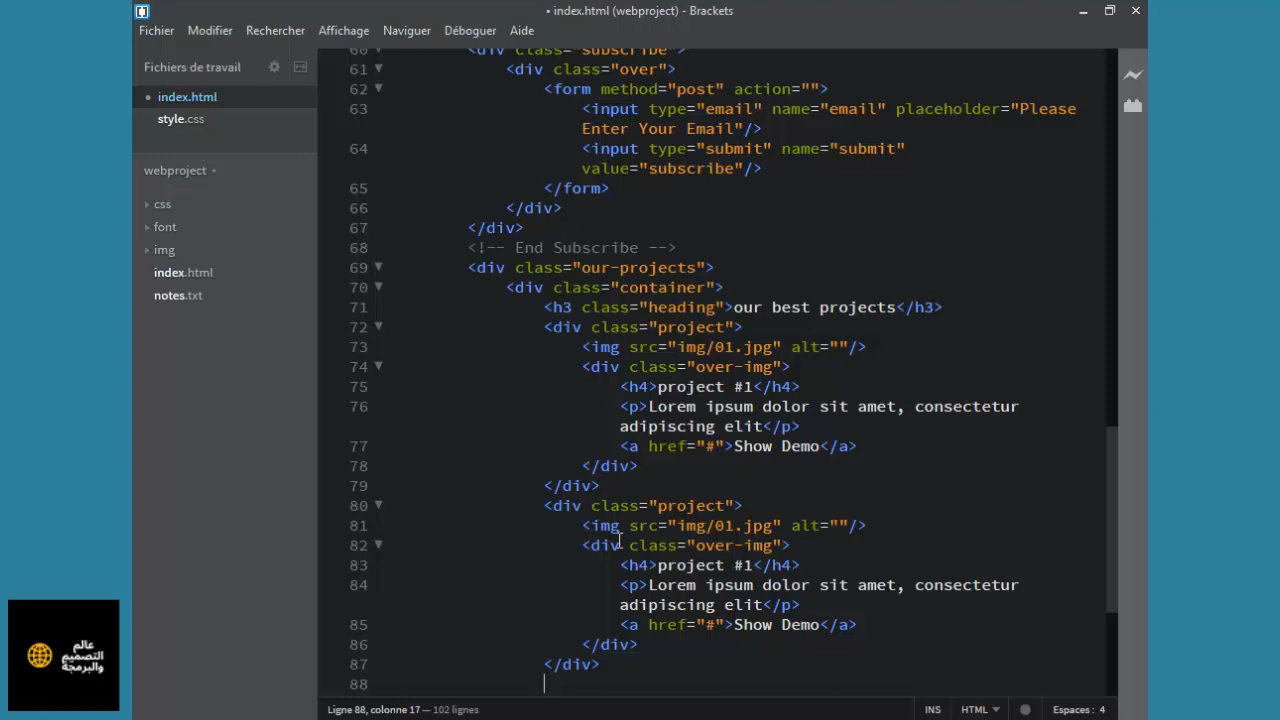 • index.html (webproject) - Brackets
Fichier Modifier Rechercher Affichage Naviguer Déboguer Aide
Fichiers de travail
• index.html
style.css
webproject
css
font
img
index.html
notes.txt
60 <div class="subscribe">
61 <div class="over">
62 <form method="post" action="">
63 <input type="email" name="email" placeholder="Please
Enter Your Email"/>
64 <input type="submit" name="submit"
value="subscribe"/>
65 </form>
66 </div>
67 </div>
68 <!-- End Subscribe -->
69 <div class="our-projects">
70 <div class="container">
71 <h3 class="heading">our best projects</h3>
72 <div class="project">
73 <img src="img/01.jpg" alt=""/>
74 <div class="over-img">
75 <h4>project #1</h4>
76 <p>Lorem ipsum dolor sit amet, consectetur
adipiscing elit</p>
77 <a href="#">Show Demo</a>
78 </div>
79 </div>
80 <div class="project">
81 <img src="img/01.jpg" alt=""/>
82 <div class="over-img">
83 <h4>project #1</h4>
84 <p>Lorem ipsum dolor sit amet, consectetur
adipiscing elit</p>
85 <a href="#">Show Demo</a>
86 </div>
87 </div>
88
عالم
التصميم
والبرمجة
Ligne 88, colonne 17 — 102 lignes
INS HTML Espaces : 4